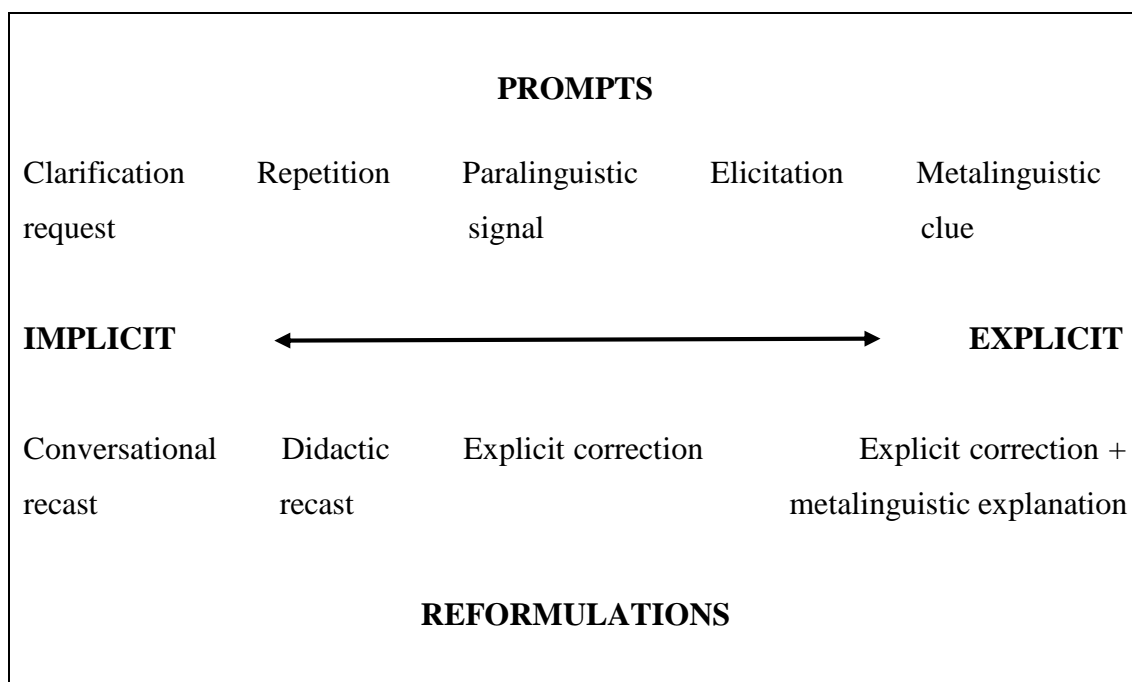 PROMPTS
Clarification Repetition Paralinguistic Elicitation Metalinguistic
request signal clue
IMPLICIT EXPLICIT
Conversational Didactic Explicit correction Explicit correction +
recast recast metalinguistic explanation
REFORMULATIONS